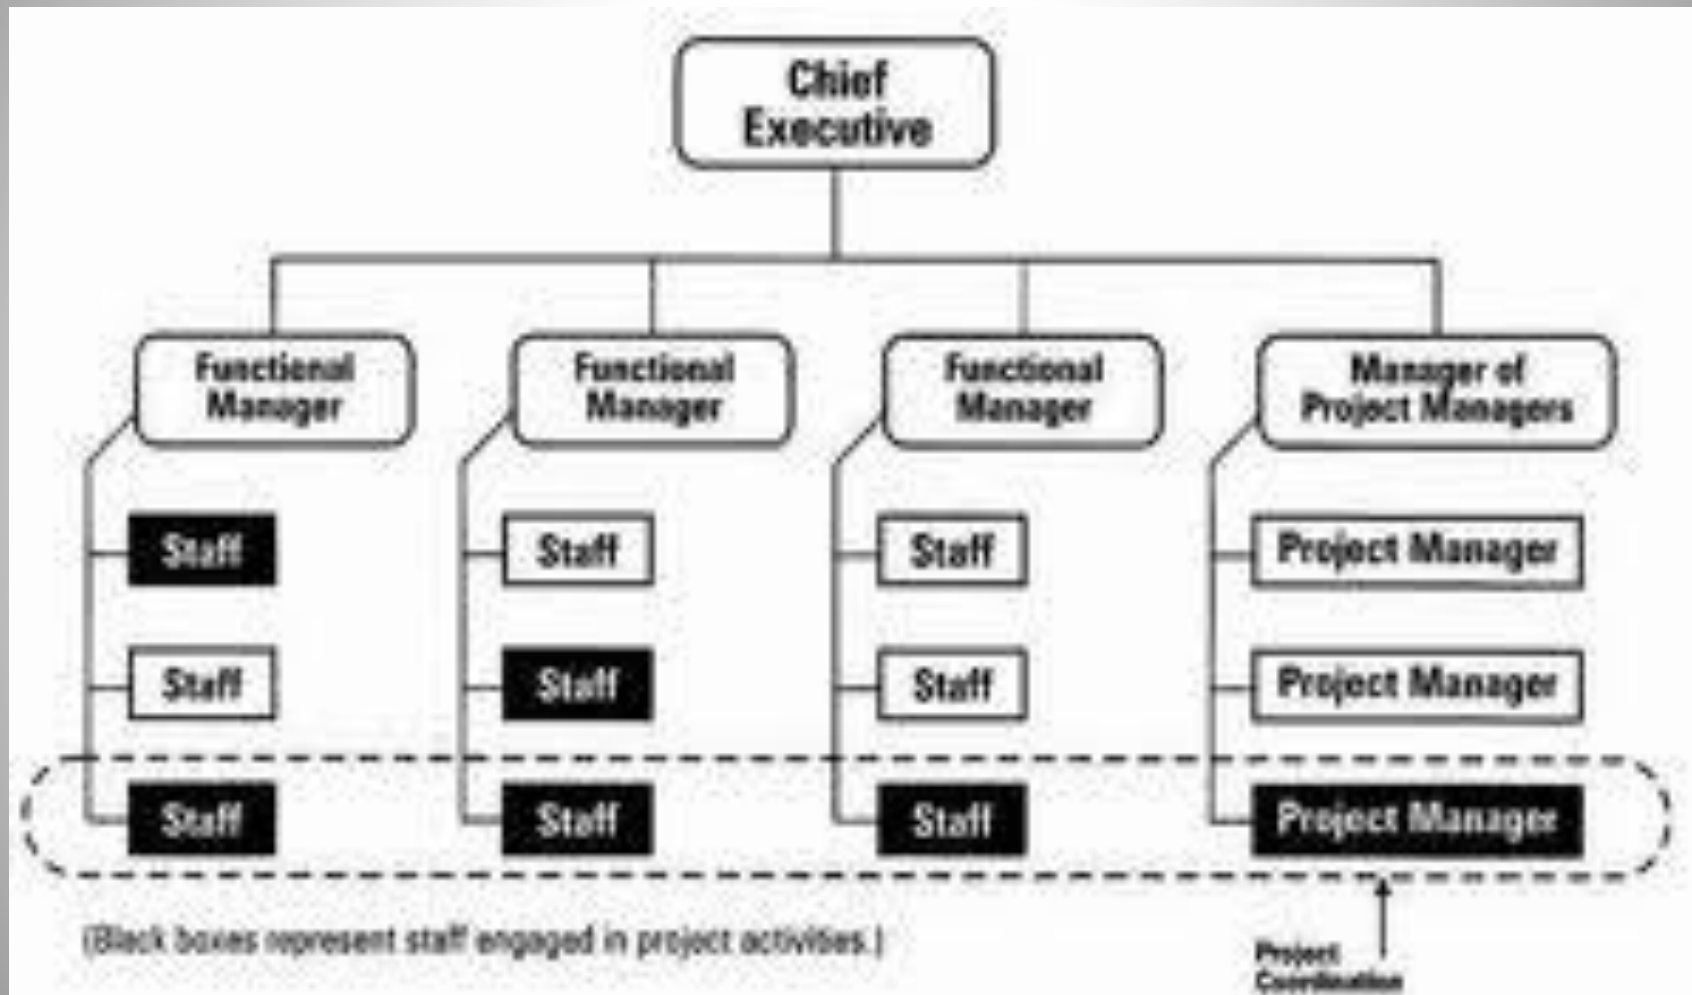 Chief
Executive
Functional
Manager
Functional
Manager
Functional
Manager
Manager of
Project Managers
Staff
Staff
Staff
Project Manager
Staff
Staff
Staff
Project Manager
Staff
Staff
Staff
Project Manager
(Black boxes represent staff engaged in project activities.)
Project
Coordination